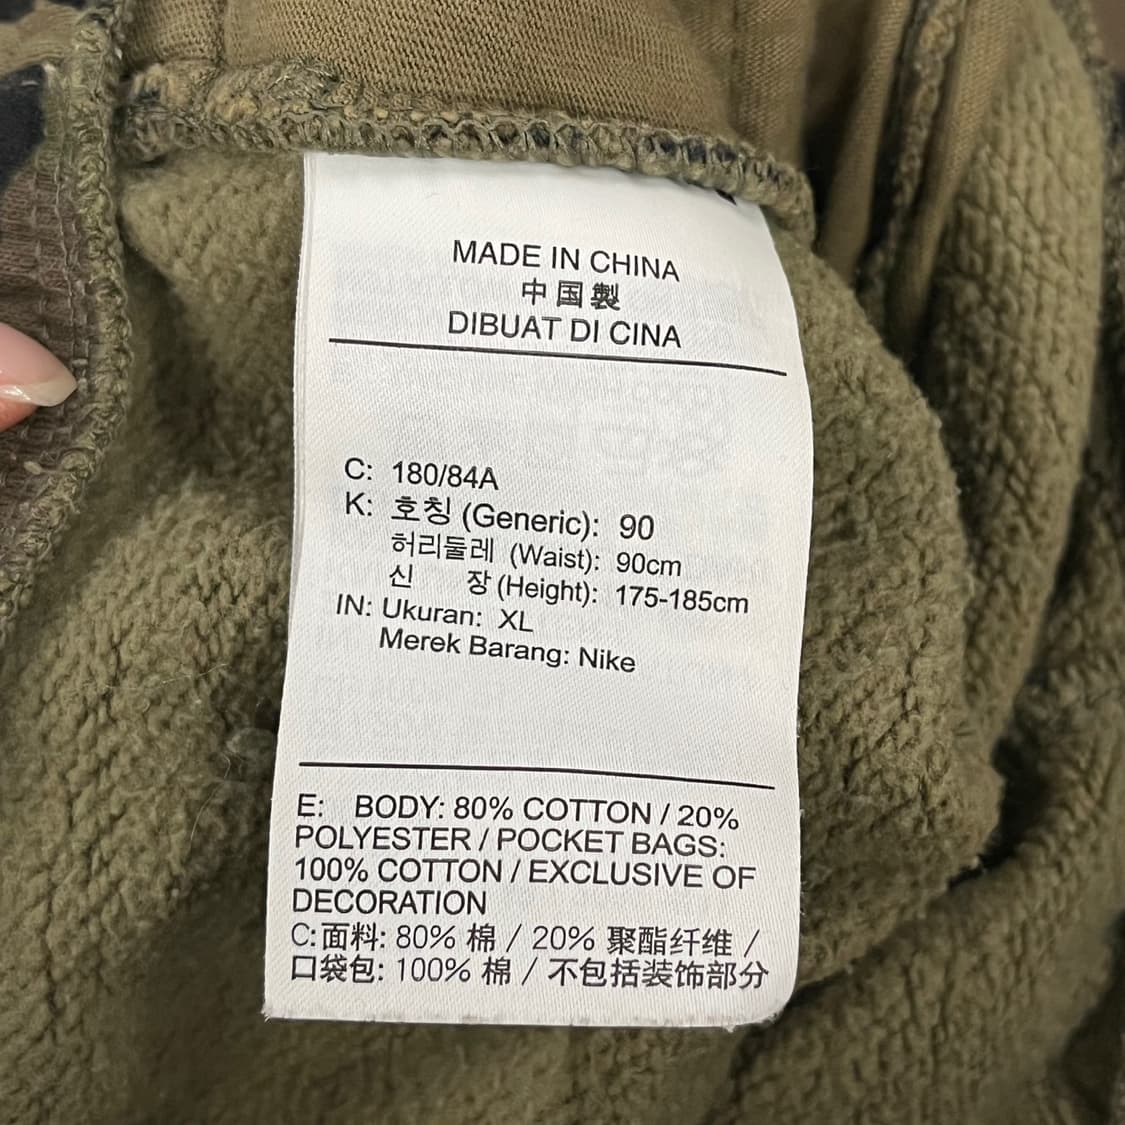 MADE IN CHINA
中国製
DIBUAT DI CINA
C: 180/84A
K: 호칭 (Generic): 90
허리둘레 (Waist): 90cm
신 장 (Height): 175-185cm
IN: Ukuran: XL
Merek Barang: Nike
E: BODY: 80% COTTON / 20%
POLYESTER / POCKET BAGS:
100% COTTON / EXCLUSIVE OF
DECORATION
C: 面料: 80% 棉 / 20% 聚酯纤维 /
口袋包: 100% 棉 / 不包括装饰部分